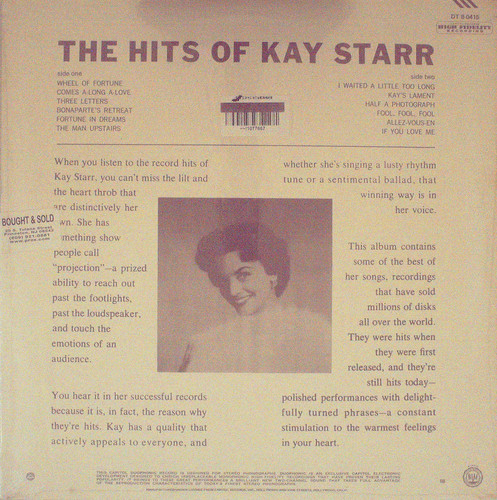 DT 8-0415
HIGH FIDELITY
RECORDING
THE HITS OF KAY STARR
side one
WHEEL OF FORTUNE
COMES A-LONG A-LOVE
THREE LETTERS
BONAPARTE'S RETREAT
FORTUNE IN DREAMS
THE MAN UPSTAIRS
side two
I WAITED A LITTLE TOO LONG
KAY'S LAMENT
HALF A PHOTOGRAPH
FOOL, FOOL, FOOL
ALLEZ-VOUS-EN
IF YOU LOVE ME
When you listen to the record hits of
Kay Starr, you can't miss the lilt and
the heart throb that
are distinctively her
own. She has
something show
people call
"projection"—a prized
ability to reach out
past the footlights,
past the loudspeaker,
and touch the
emotions of an
audience.
You hear it in her successful records
because it is, in fact, the reason why
they're hits. Kay has a quality that
actively appeals to everyone, and
whether she's singing a lusty rhythm
tune or a sentimental ballad, that
winning way is in
her voice.
This album contains
some of the best of
her songs, recordings
that have sold
millions of disks
all over the world.
They were hits when
they were first
released, and they're
still hits today—
polished performances with delight-
fully turned phrases—a constant
stimulation to the warmest feelings
in your heart.
BOUGHT & SOLD